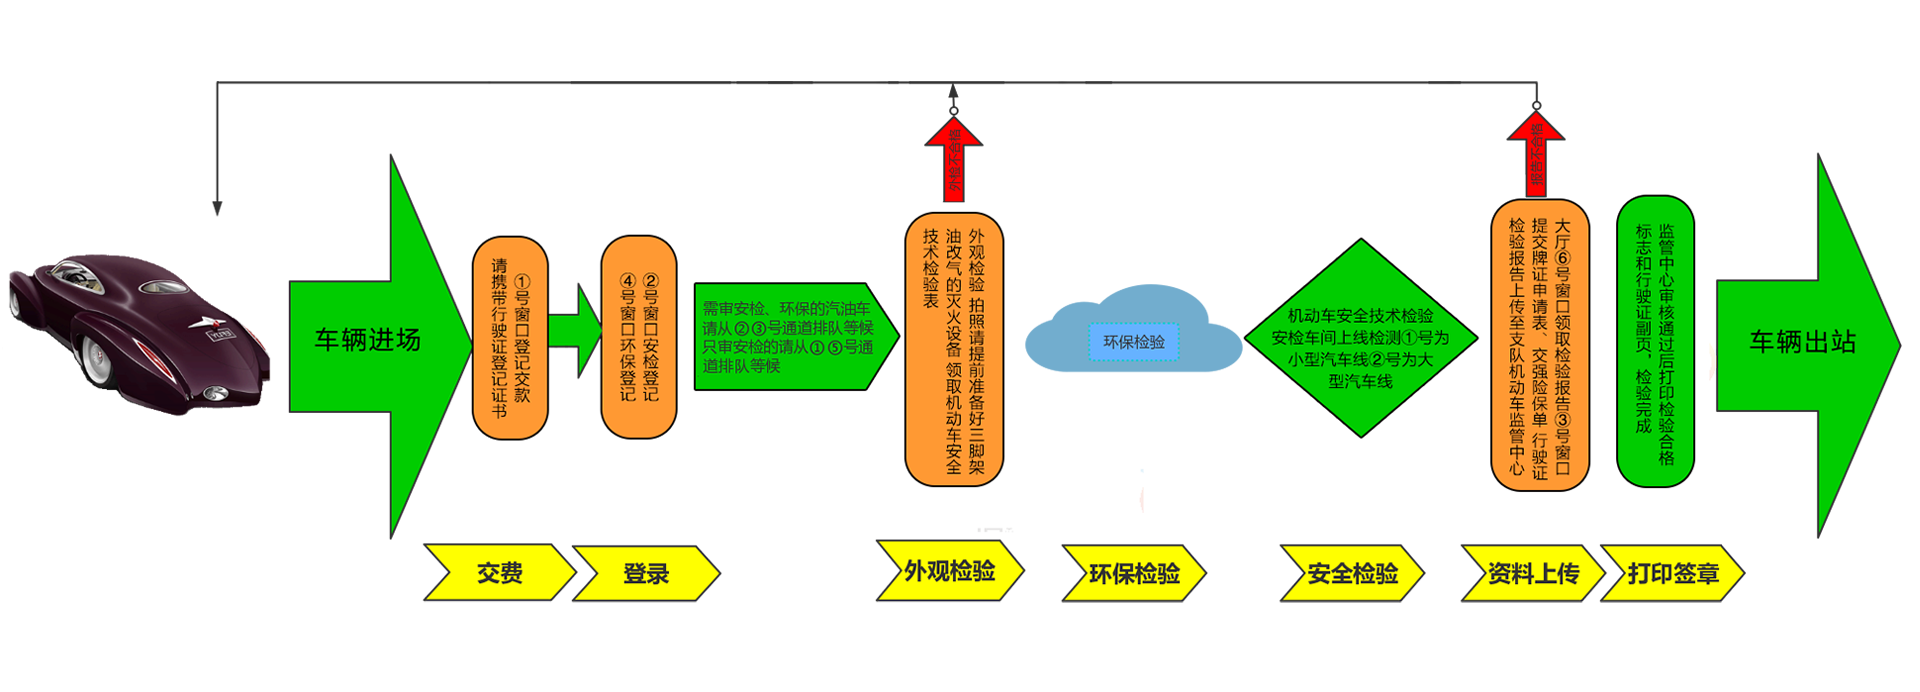 外检不合格
报告不合格
车辆进场
①号窗口登记交款
请携带行驶证登记证书
②号窗口安检登记
④号窗口环保登记
需审安检、环保的汽油车
请从②③号通道排队等候
只审安检的请从①⑤号通
道排队等候
外观检验 拍照请提前准备好三脚架
油改气的灭火设备 领取机动车安全
技术检验表
环保检验
机动车安全技术检验
安检车间上线检测①号为
小型汽车线②号为大
型汽车线
大厅⑥号窗口领取检验报告③号窗口
提交牌证申请表、交强险保单 行驶证
检验报告上传至支队机动车监管中心
监管中心审核通过后打印检验合格
标志和行驶证副页，检验完成
车辆出站
交费
登录
外观检验
环保检验
安全检验
资料上传
打印签章